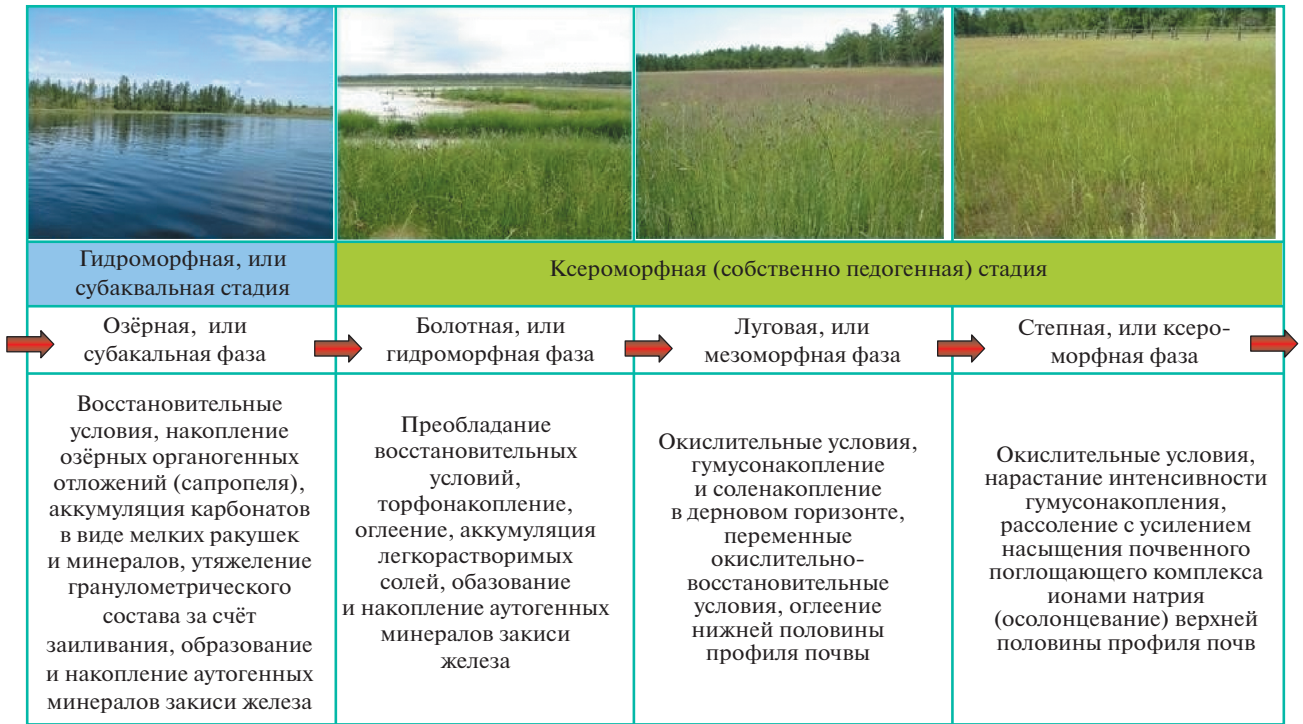 Гидроморфная, или
субаквальная стадия
Ксероморфная (собственно педогенная) стадия
Озёрная, или
субакальная фаза
Болотная, или
гидроморфная фаза
Луговая, или
мезоморфная фаза
Степная, или ксеро-
морфная фаза
Восстановительные
условия, накопление
озёрных органогенных
отложений (сапропеля),
аккумуляция карбонатов
в виде мелких ракушек
и минералов, утяжеление
гранулометрического
состава за счёт
заиливания, образование
и накопление аутогенных
минералов закиси железа
Преобладание
восстановительных
условий,
торфонакопление,
оглеение, аккумуляция
легкорастворимых
солей, обазование
и накопление аутогенных
минералов закиси
железа
Окислительные условия,
гумусонакопление
и соленакопление
в дерновом горизонте,
переменные
окислительно-
восстановительные
условия, оглеение
нижней половины
профиля почвы
Окислительные условия,
нарастание интенсивности
гумусонакопления,
рассоление с усилением
насыщения почвенного
поглощающего комплекса
ионами натрия
(осолонцевание) верхней
половины профиля почв